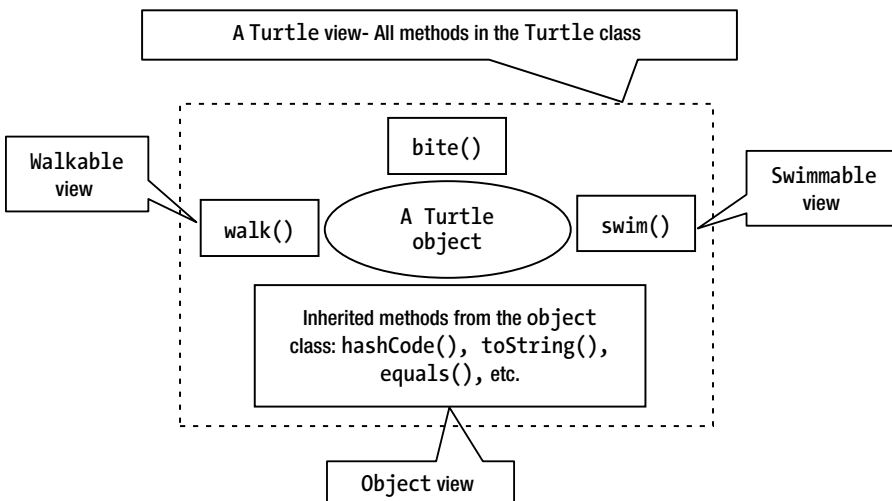 A Turtle view- All methods in the Turtle class
bite()
Walkable
view
Swimmable
view
walk()
A Turtle
object
swim()
Inherited methods from the object
class: hashCode(), toString(),
equals(), etc.
Object view